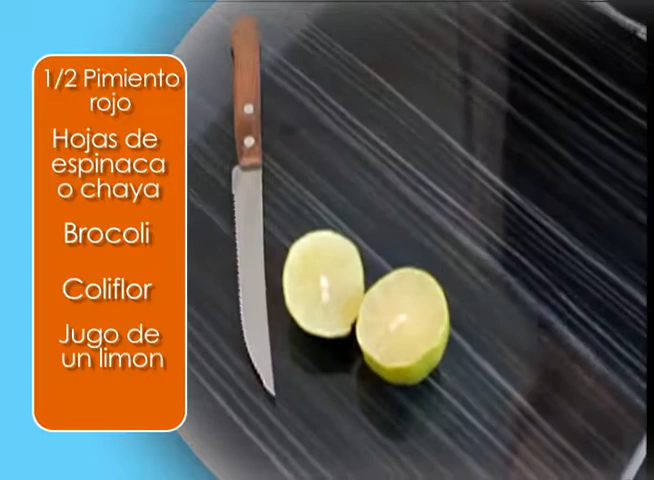 1/2 Pimiento
rojo
Hojas de
espinaca
o chaya
Brocoli
Coliflor
Jugo de
un limon